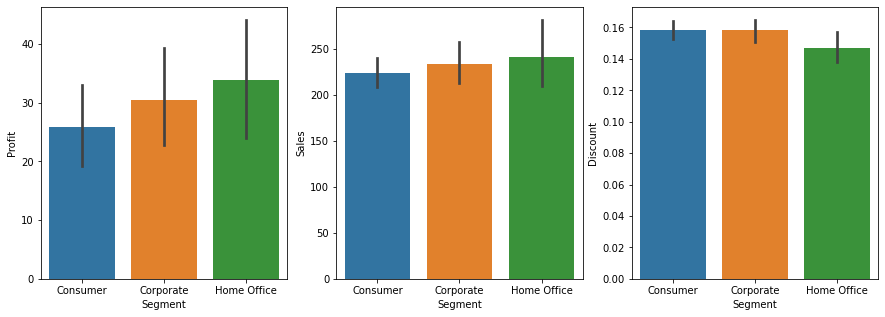 Profit
40
30
20
10
0
Consumer Corporate Home Office
Segment
Sales
250
200
150
100
50
0
Consumer Corporate Home Office
Segment
Discount
0.16
0.14
0.12
0.10
0.08
0.06
0.04
0.02
0.00
Consumer Corporate Home Office
Segment